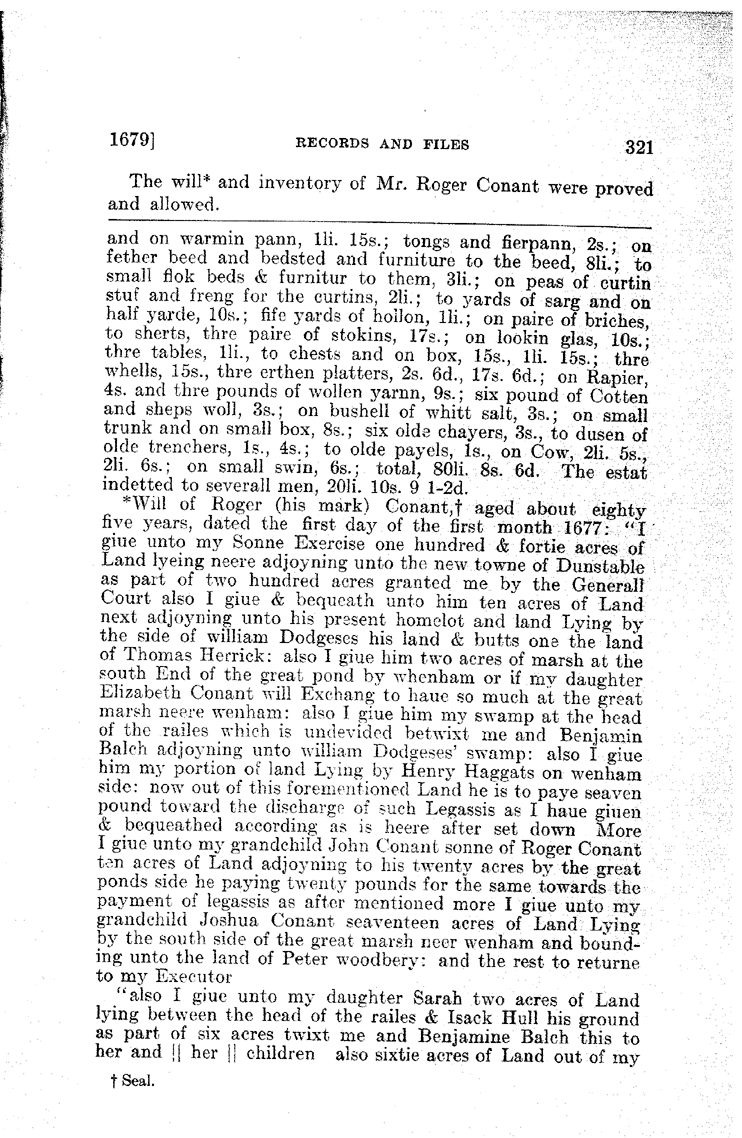 1679] RECORDS AND FILES 321
The will* and inventory of Mr. Roger Conant were proved
and allowed.
and on warmin pann, 1li. 15s.; tongs and fierpann, 2s.; on
fether beed and bedsted and furniture to the beed, 8li.; to
small flok beds & furnitur to them, 3li.; on peas of curtin
stuf and freng for the curtins, 2li.; to yards of sarg and on
half yarde, 10s.; fife yards of hollon, 1li.; on paire of briches,
to sherts, thre paire of stokins, 17s.; on lookin glas, 10s.;
thre tables, 1li., to chests and on box, 15s., 1li. 15s.; thre
whells, 15s., thre erthen platters, 2s. 6d., 17s. 6d.; on Rapier,
4s. and thre pounds of wollen yarnn, 9s.; six pound of Cotten
and sheps woll, 3s.; on bushell of whitt salt, 3s.; on small
trunk and on small box, 8s.; six olde chayers, 3s., to dusen of
olde trenchers, 1s., 4s.; to olde payels, 1s., on Cow, 2li. 5s.,
2li. 6s.; on small swin, 6s.; total, 80li. 8s. 6d. The estat
indetted to severall men, 20li. 10s. 9 1-2d.
*Will of Roger (his mark) Conant,† aged about eighty
five years, dated the first day of the first month 1677: "I
giue unto my Sonne Exercise one hundred & fortie acres of
Land lyeing neere adjoyning unto the new towne of Dunstable
as part of two hundred acres granted me by the Generall
Court also I giue & bequeath unto him ten acres of Land
next adjoyning unto his present homelot and land Lying by
the side of william Dodgeses his land & butts one the land
of Thomas Herrick: also I giue him two acres of marsh at the
south End of the great pond by whenham or if my daughter
Elizabeth Conant will Exchang to haue so much at the great
marsh neere wenham: also I giue him my swamp at the head
of the railes which is undevided betwixt me and Benjamin
Balch adjoyning unto william Dodgeses' swamp: also I giue
him my portion of land Lying by Henry Haggats on wenham
side: now out of this forementioned Land he is to paye seaven
pound toward the discharge of such Legassis as I haue giuen
& bequeathed according as is heere after set down More
I giue unto my grandchild John Conant sonne of Roger Conant
ten acres of Land adjoyning to his twenty acres by the great
ponds side he paying twenty pounds for the same towards the
payment of legassis as after mentioned more I giue unto my
grandchild Joshua Conant seaventeen acres of Land Lying
by the south side of the great marsh neer wenham and bound-
ing unto the land of Peter woodbery: and the rest to returne
to my Executor
"also I giue unto my daughter Sarah two acres of Land
lying between the head of the railes & Isack Hull his ground
as part of six acres twixt me and Benjamine Balch this to
her and || her || children also sixtie acres of Land out of my
† Seal.